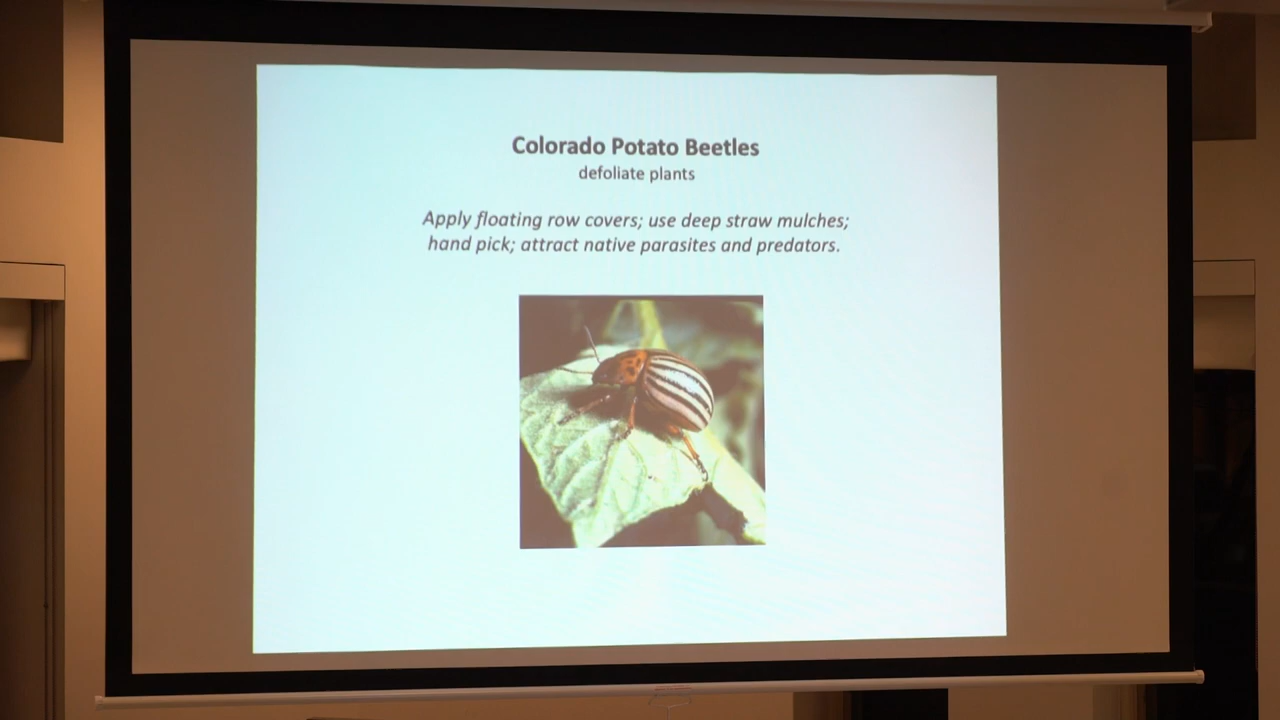 Colorado Potato Beetles
defoliate plants
Apply floating row covers; use deep straw mulches;
hand pick; attract native parasites and predators.